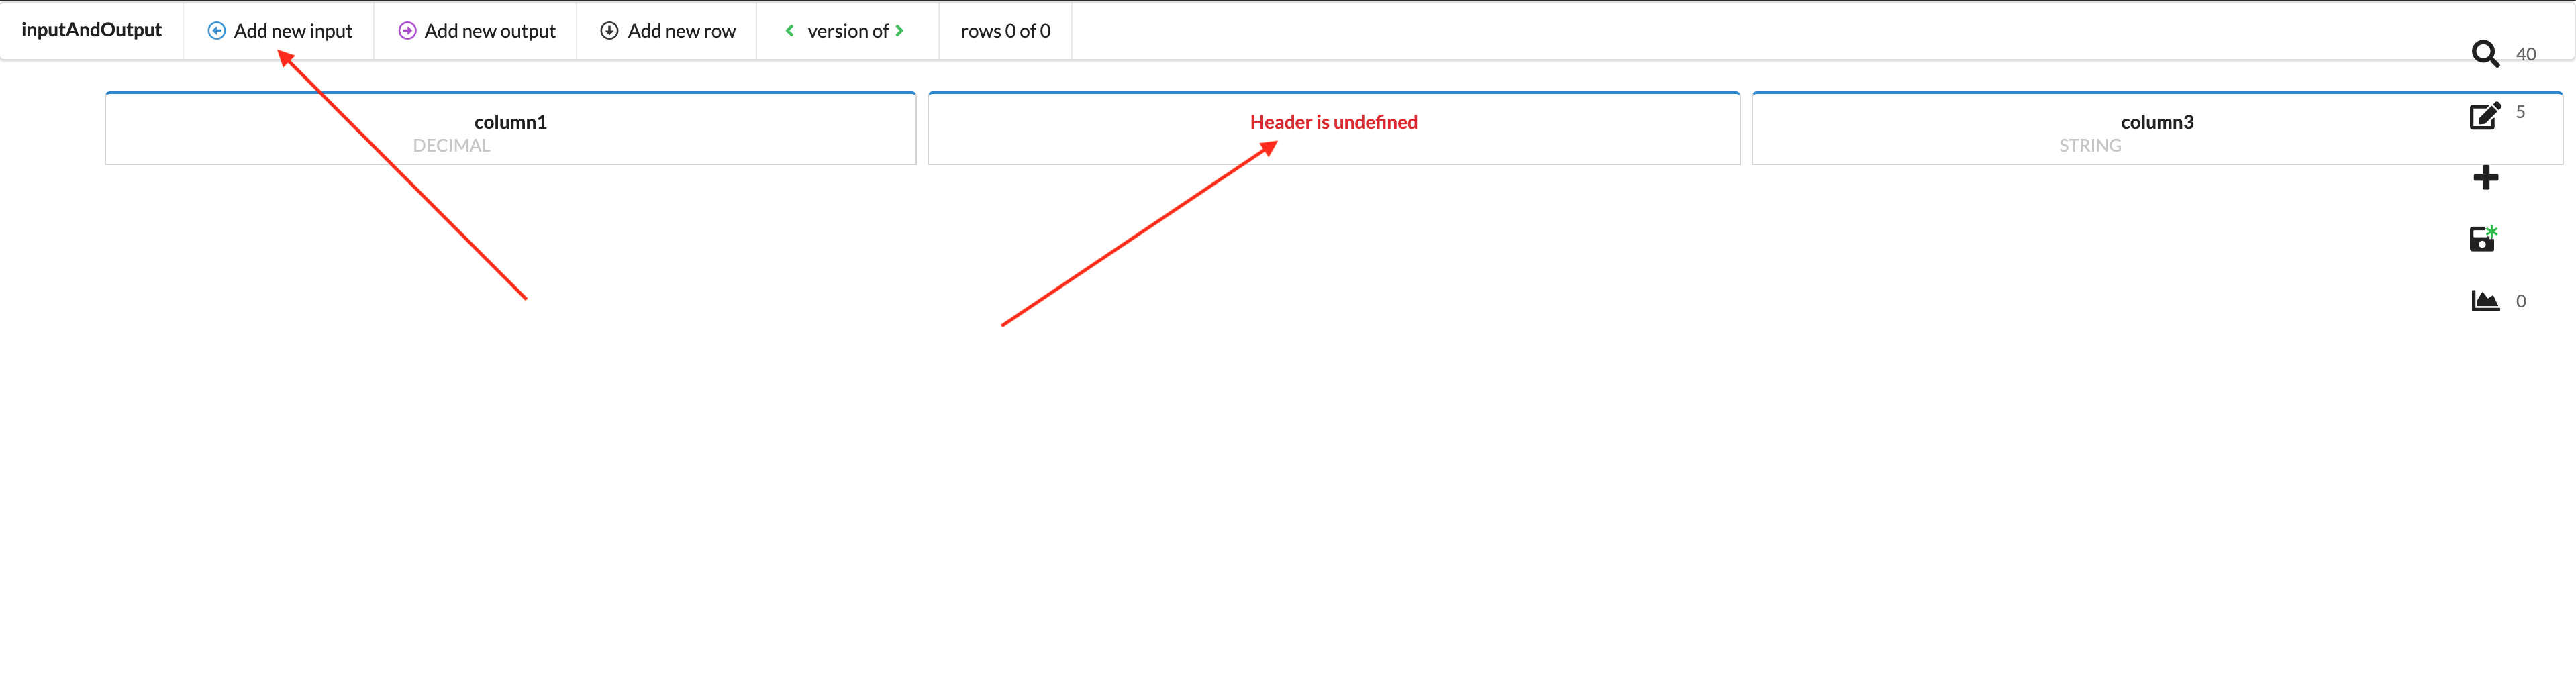 inputAndOutput
Add new input
Add new output
Add new row
version of
rows 0 of 0
40
column1
DECIMAL
Header is undefined
column3
STRING
5
0